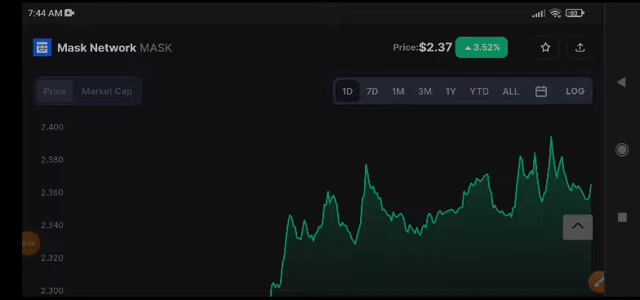 7:44 AM
63
Mask Network MASK
Price:$2.37 3.52%
Price Market Cap
1D 7D 1M 3M 1Y YTD ALL LOG
2.400
2.380
2.360
2.340
2.320
2.300